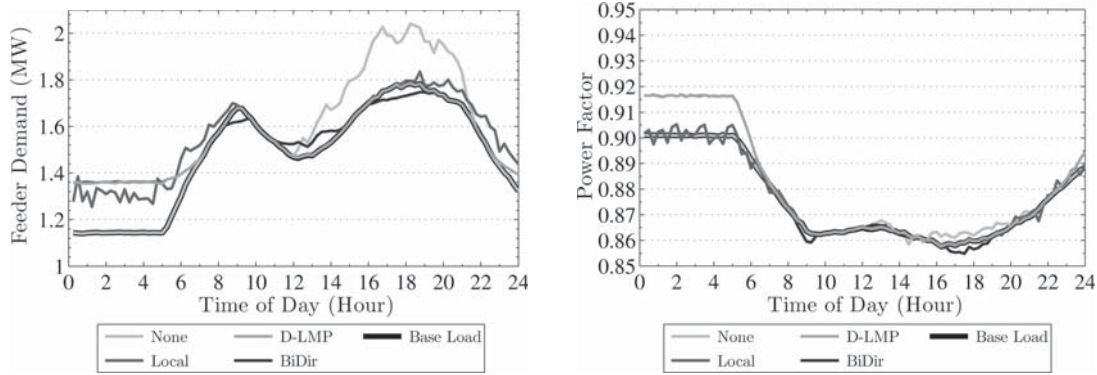 Feeder Demand (MW)
2
1.8
1.6
1.4
1.2
1
0 2 4 6 8 10 12 14 16 18 20 22 24
Time of Day (Hour)
None D-LMP Base Load
Local BiDir
Power Factor
0.95
0.94
0.92
0.91
0.90
0.89
0.88
0.87
0.86
0.85
0 2 4 6 8 10 12 14 16 18 20 22 24
Time of Day (Hour)
None D-LMP Base Load
Local BiDir